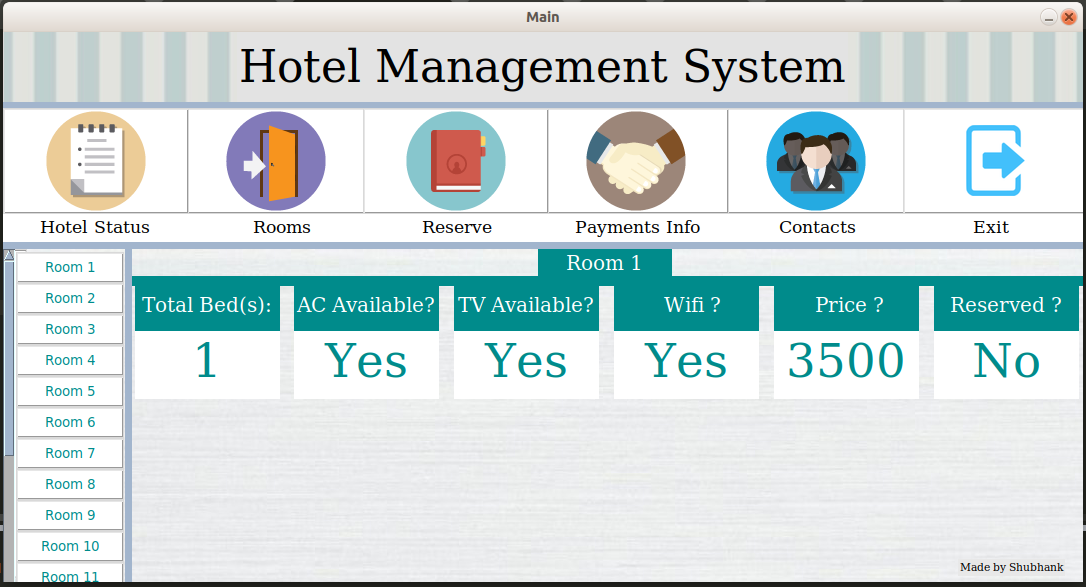 Main
Hotel Management System
Hotel Status
Rooms
Reserve
Payments Info
Contacts
Exit
Room 1
Room 2
Room 3
Room 4
Room 5
Room 6
Room 7
Room 8
Room 9
Room 10
Room 11
Room 1
Total Bed(s): AC Available? TV Available? Wifi ? Price ? Reserved ?
1 Yes Yes Yes 3500 No
Made by Shubhank